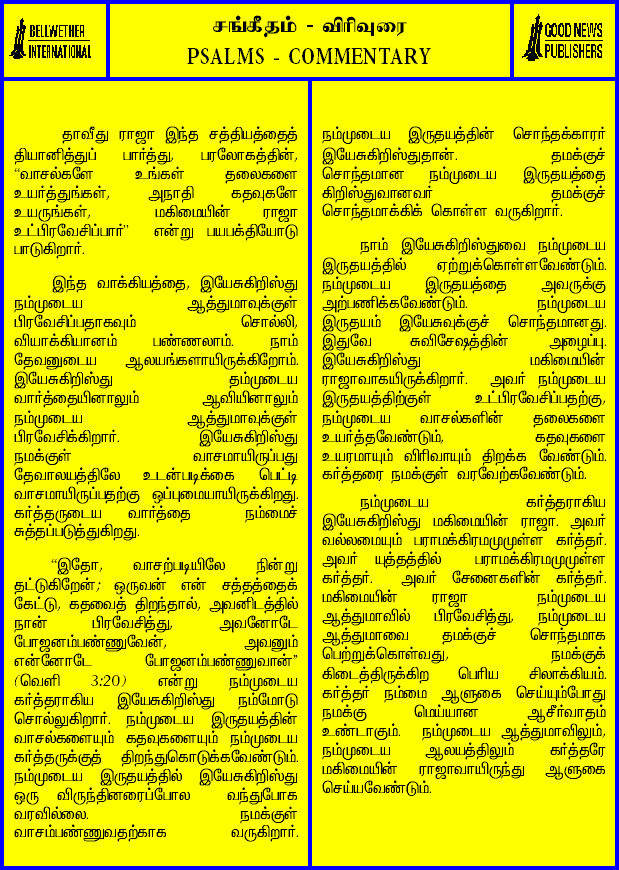 BELLWETHER
INTERNATIONAL
சங்கீதம் - விரிவுரை
PSALMS - COMMENTARY
GOOD NEWS
PUBLISHERS
தாவீது ராஜா இந்த சத்தியத்தைத்
தியானித்துப் பார்த்து, பரலோகத்தின்,
“வாசல்களே உங்கள் தலைகளை
உயர்த்துங்கள், அநாதி கதவுகளே
உயருங்கள், மகிமையின் ராஜா
உட்பிரவேசிப்பார்” என்று பயபக்தியோடு
பாடுகிறார்.
இந்த வாக்கியத்தை, இயேசுகிறிஸ்து
நம்முடைய ஆத்துமாவுக்குள்
பிரவேசிப்பதாகவும் சொல்லி,
வியாக்கியானம் பண்ணலாம். நாம்
தேவனுடைய ஆலயங்களாயிருக்கிறோம்.
இயேசுகிறிஸ்து தம்முடைய
வார்த்தையினாலும் ஆவியினாலும்
நம்முடைய ஆத்துமாவுக்குள்
பிரவேசிக்கிறார். இயேசுகிறிஸ்து
நமக்குள் வாசமாயிருப்பது
தேவாலயத்திலே உடன்படிக்கை பெட்டி
வாசமாயிருப்பதற்கு ஒப்புமையாயிருக்கிறது.
கர்த்தருடைய வார்த்தை நம்மைச்
சுத்தப்படுத்துகிறது.
“இதோ, வாசற்படியிலே நின்று
தட்டுகிறேன்; ஒருவன் என் சத்தத்தைக்
கேட்டு, கதவைத் திறந்தால், அவனிடத்தில்
நான் பிரவேசித்து, அவனோடே
போஜனம்பண்ணுவேன், அவனும்
என்னோடே போஜனம்பண்ணுவான்”
(வெளி 3:20) என்று நம்முடைய
கர்த்தராகிய இயேசுகிறிஸ்து நம்மோடு
சொல்லுகிறார். நம்முடைய இருதயத்தின்
வாசல்களையும் கதவுகளையும் நம்முடைய
கர்த்தருக்குத் திறந்துகொடுக்கவேண்டும்.
நம்முடைய இருதயத்தில் இயேசுகிறிஸ்து
ஒரு விருந்தினரைப்போல வந்துபோக
வரவில்லை. நமக்குள்
வாசம்பண்ணுவதற்காக வருகிறார்.
நம்முடைய இருதயத்தின் சொந்தக்காரர்
இயேசுகிறிஸ்துதான். தமக்குச்
சொந்தமான நம்முடைய இருதயத்தை
கிறிஸ்துவானவர் தமக்குச்
சொந்தமாக்கிக் கொள்ள வருகிறார்.
நாம் இயேசுகிறிஸ்துவை நம்முடைய
இருதயத்தில் ஏற்றுக்கொள்ளவேண்டும்.
நம்முடைய இருதயத்தை அவருக்கு
அற்பணிக்கவேண்டும். நம்முடைய
இருதயம் இயேசுவுக்குச் சொந்தமானது.
இதுவே சுவிசேஷத்தின் அழைப்பு.
இயேசுகிறிஸ்து மகிமையின்
ராஜாவாகயிருக்கிறார். அவர் நம்முடைய
இருதயத்திற்குள் உட்பிரவேசிப்பதற்கு,
நம்முடைய வாசல்களின் தலைகளை
உயர்த்தவேண்டும், கதவுகளை
உயரமாயும் விரிவாயும் திறக்க வேண்டும்.
கர்த்தரை நமக்குள் வரவேற்கவேண்டும்.
நம்முடைய கர்த்தராகிய
இயேசுகிறிஸ்து மகிமையின் ராஜா. அவர்
வல்லமையும் பராமக்கிரமமுமுள்ள கர்த்தர்.
அவர் யுத்தத்தில் பராமக்கிரமமுமுள்ள
கர்த்தர். அவர் சேனைகளின் கர்த்தர்.
மகிமையின் ராஜா நம்முடைய
ஆத்துமாவில் பிரவேசித்து, நம்முடைய
ஆத்துமாவை தமக்குச் சொந்தமாக
பெற்றுக்கொள்வது, நமக்குக்
கிடைத்திருக்கிற பெரிய சிலாக்கியம்.
கர்த்தர் நம்மை ஆளுகை செய்யும்போது
நமக்கு மெய்யான ஆசீர்வாதம்
உண்டாகும். நம்முடைய ஆத்துமாவிலும்,
நம்முடைய ஆலயத்திலும் கர்த்தரே
மகிமையின் ராஜாவாயிருந்து ஆளுகை
செய்யவேண்டும்.